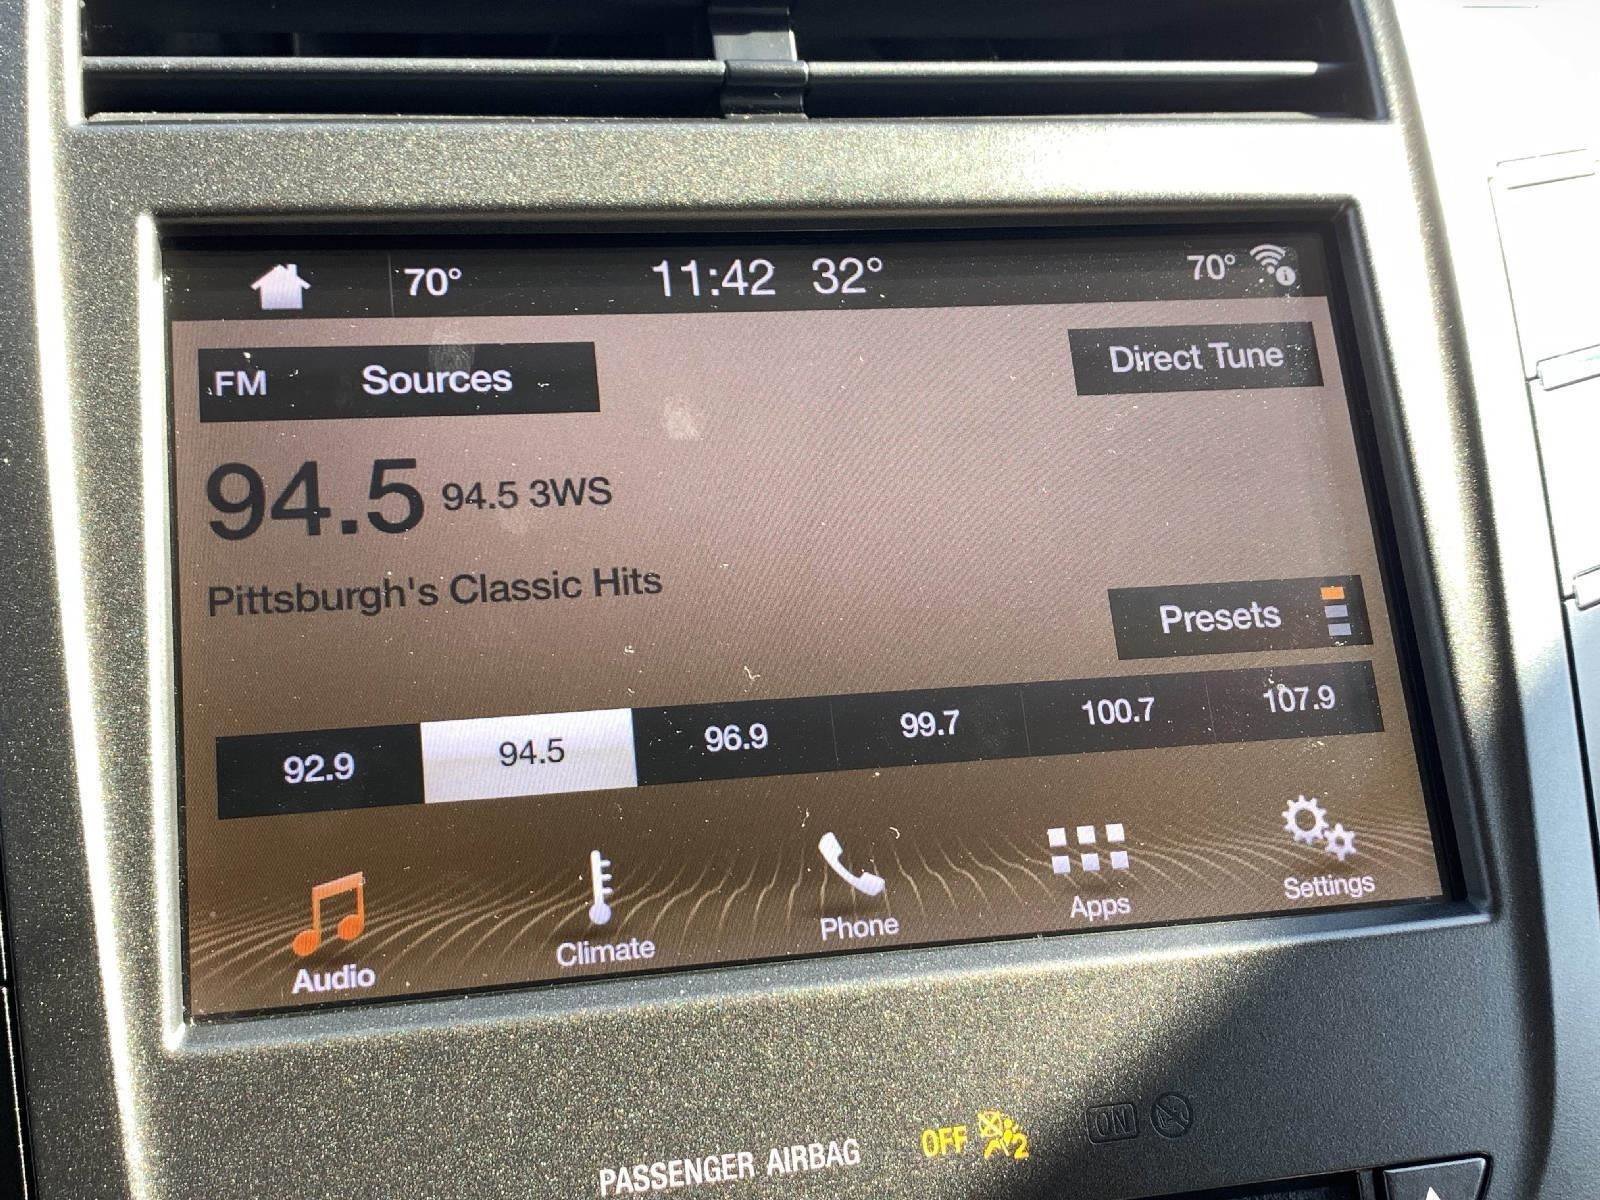 70° 11:42 32° 70°
FM Sources Direct Tune
94.5 94.5 3WS
Pittsburgh's Classic Hits
Presets
92.9 94.5 96.9 99.7 100.7 107.9
Audio Climate Phone Apps Settings
PASSENGER AIRBAG OFF 2 ON